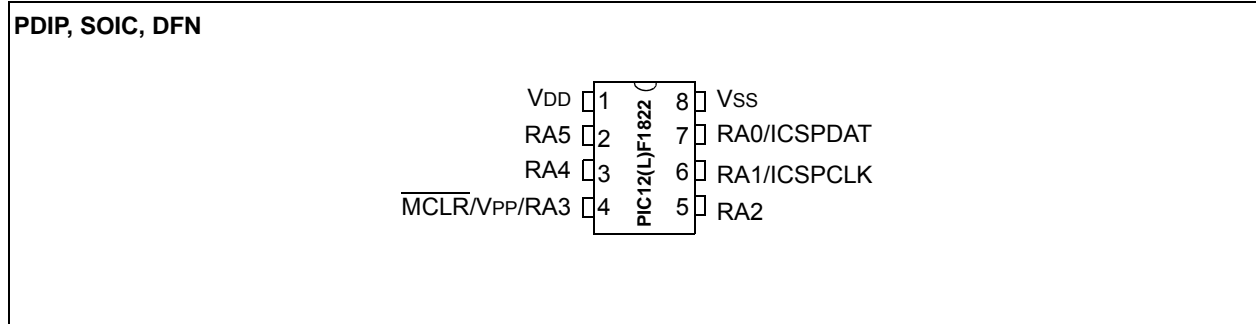 PDIP, SOIC, DFN
VDD 1 8 VSS
RA5 2 7 RA0/ICSPDAT
RA4 3 6 RA1/ICSPCLK
MCLR/VPP/RA3 4 5 RA2
PIC12(L)F1822